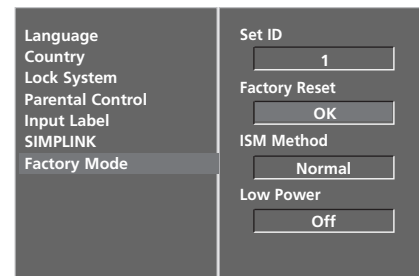 Language
Country
Lock System
Parental Control
Input Label
SIMPLINK
Factory Mode
Set ID
1
Factory Reset
OK
ISM Method
Normal
Low Power
Off